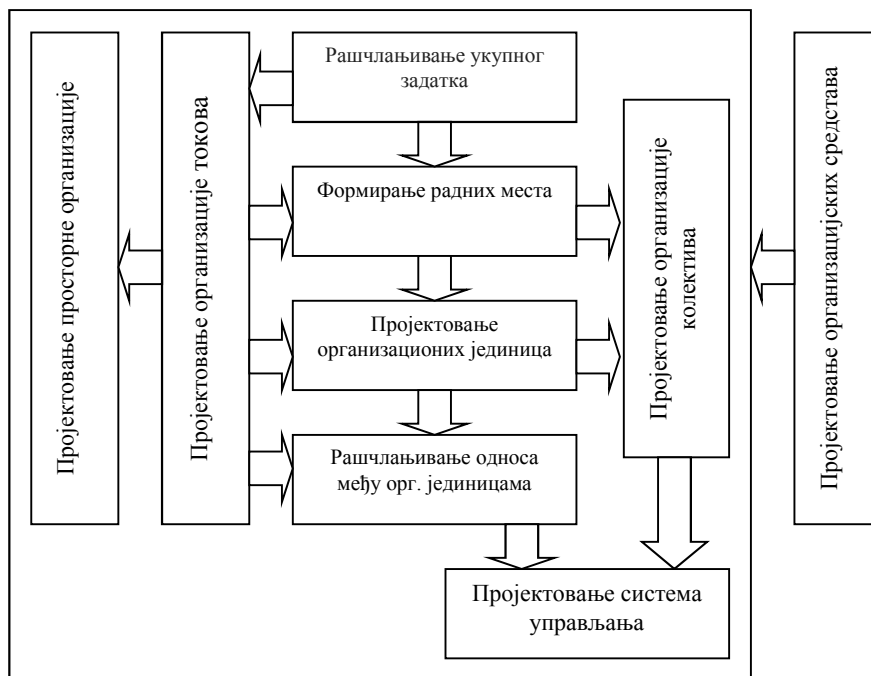 Пројектовање просторне организације
Пројектовање организације токова
Рашчлањивање укупног
задатка
Формирање радних места
Пројектовање
организационих јединица
Рашчлањивање односа
међу орг. јединицама
Пројектовање организације
колектива
Пројектовање система
управљања
Пројектовање организацијских средстава